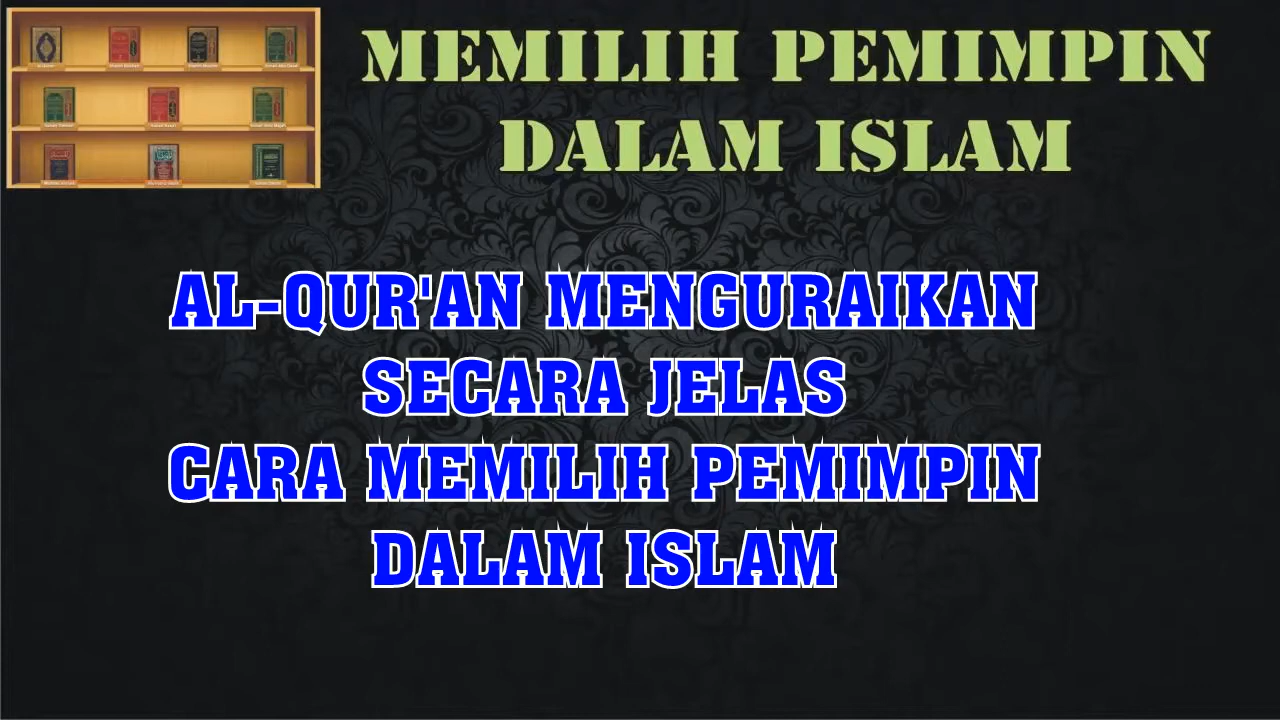 MEMILIH PEMIMPIN
DALAM ISLAM
AL-QUR'AN MENGURAIKAN
SECARA JELAS
CARA MEMILIH PEMIMPIN
DALAM ISLAM